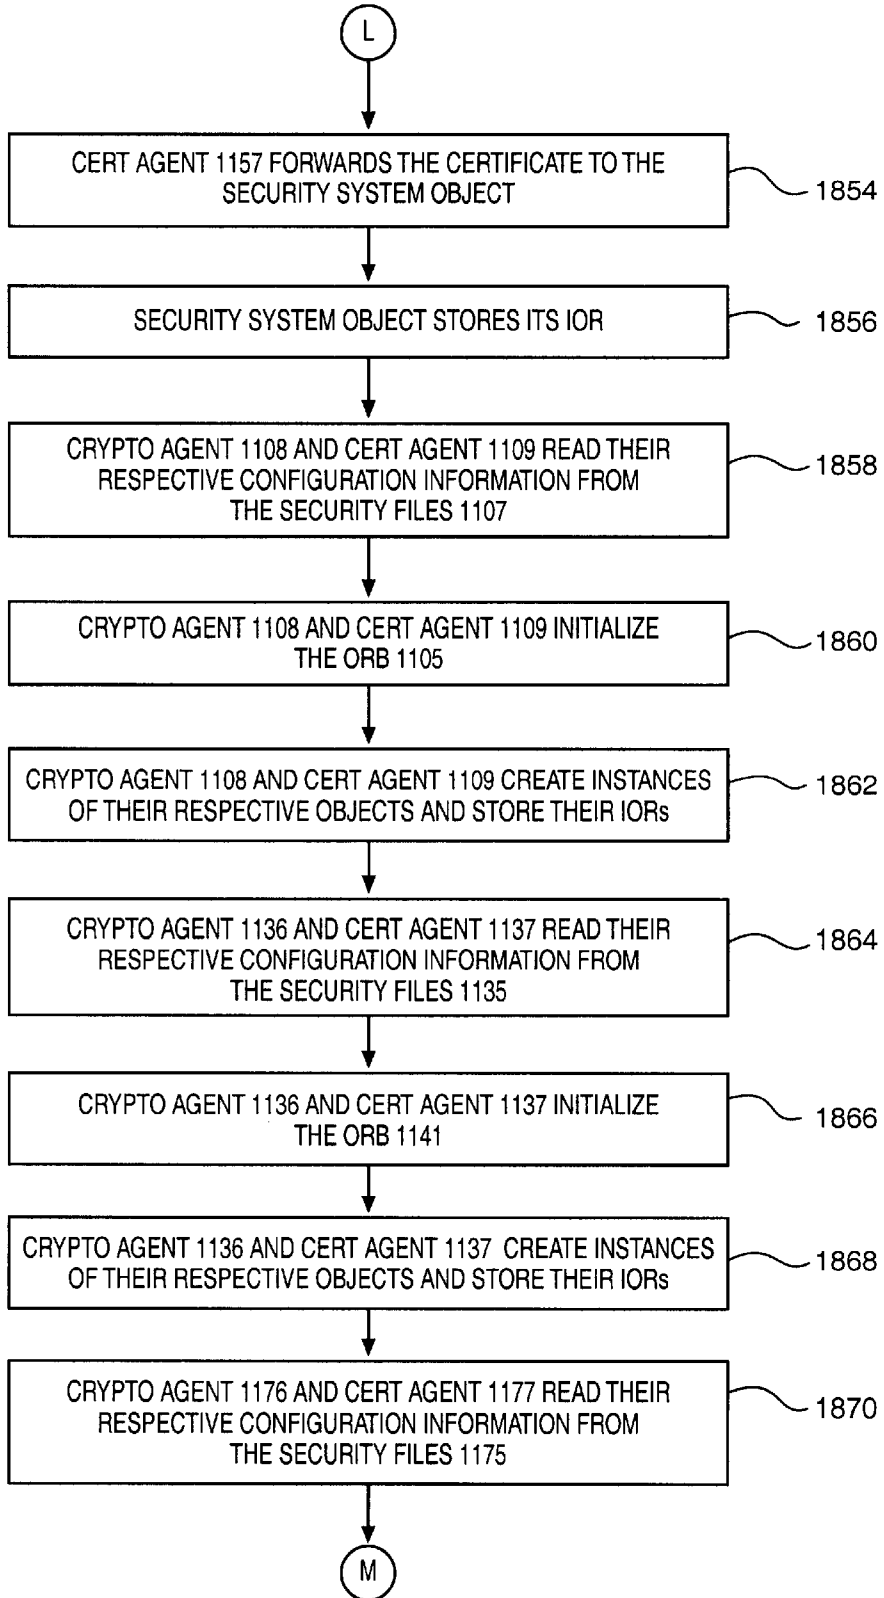 L
CERT AGENT 1157 FORWARDS THE CERTIFICATE TO THE
SECURITY SYSTEM OBJECT
1854
SECURITY SYSTEM OBJECT STORES ITS IOR
1856
CRYPTO AGENT 1108 AND CERT AGENT 1109 READ THEIR
RESPECTIVE CONFIGURATION INFORMATION FROM
THE SECURITY FILES 1107
1858
CRYPTO AGENT 1108 AND CERT AGENT 1109 INITIALIZE
THE ORB 1105
1860
CRYPTO AGENT 1108 AND CERT AGENT 1109 CREATE INSTANCES
OF THEIR RESPECTIVE OBJECTS AND STORE THEIR IORs
1862
CRYPTO AGENT 1136 AND CERT AGENT 1137 READ THEIR
RESPECTIVE CONFIGURATION INFORMATION FROM
THE SECURITY FILES 1135
1864
CRYPTO AGENT 1136 AND CERT AGENT 1137 INITIALIZE
THE ORB 1141
1866
CRYPTO AGENT 1136 AND CERT AGENT 1137 CREATE INSTANCES
OF THEIR RESPECTIVE OBJECTS AND STORE THEIR IORs
1868
CRYPTO AGENT 1176 AND CERT AGENT 1177 READ THEIR
RESPECTIVE CONFIGURATION INFORMATION FROM
THE SECURITY FILES 1175
1870
M